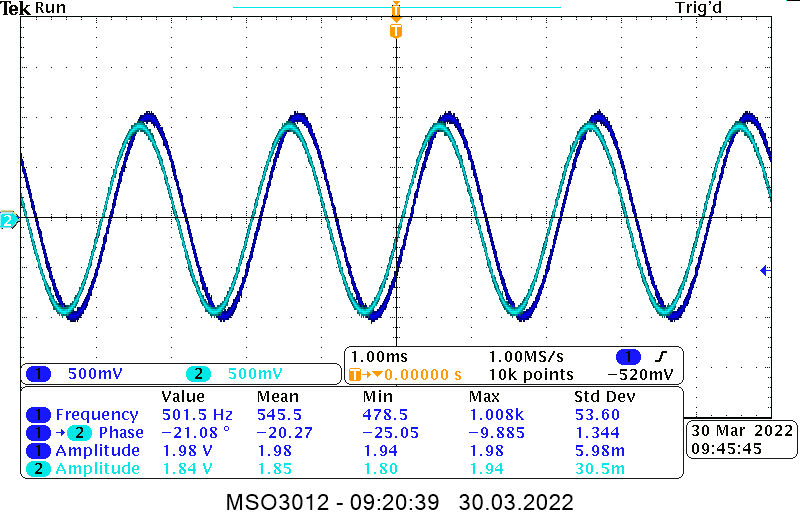 Tek Run Trig'd
T
T
2
1 500mV 2 500mV
1.00ms 1.00MS/s 1 
T→▼0.00000 s 10k points −520mV
Value Mean Min Max Std Dev
1 Frequency 501.5 Hz 545.5 478.5 1.008k 53.60
1 →2 Phase −21.08 ° −20.27 −25.05 −9.885 1.344
1 Amplitude 1.98 V 1.98 1.94 1.98 5.98m
2 Amplitude 1.84 V 1.85 1.80 1.94 30.5m
30 Mar 2022
09:45:45
MSO3012 - 09:20:39 30.03.2022